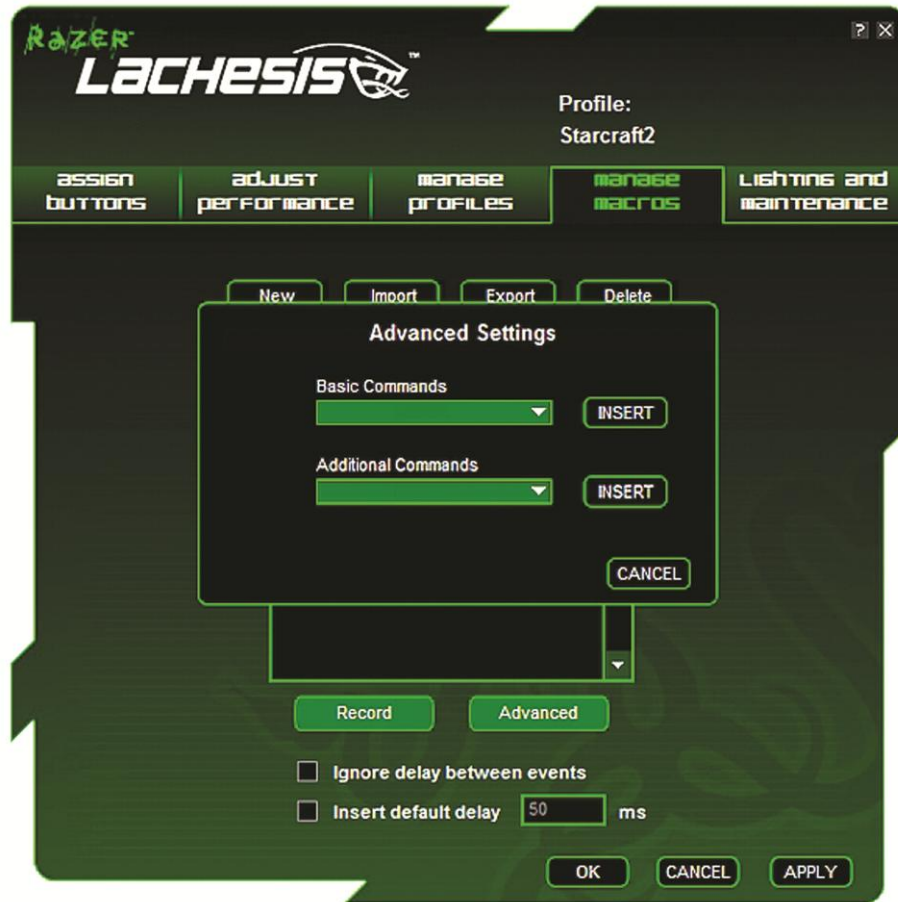 RAZER
LACHESIS™
? X
Profile:
Starcraft2
assign buttons
adjust performance
manage profiles
manage macros
Lighting and maintenance
New Import Export Delete
Advanced Settings
Basic Commands
INSERT
Additional Commands
INSERT
CANCEL
Record Advanced
Ignore delay between events
Insert default delay 50 ms
OK CANCEL APPLY